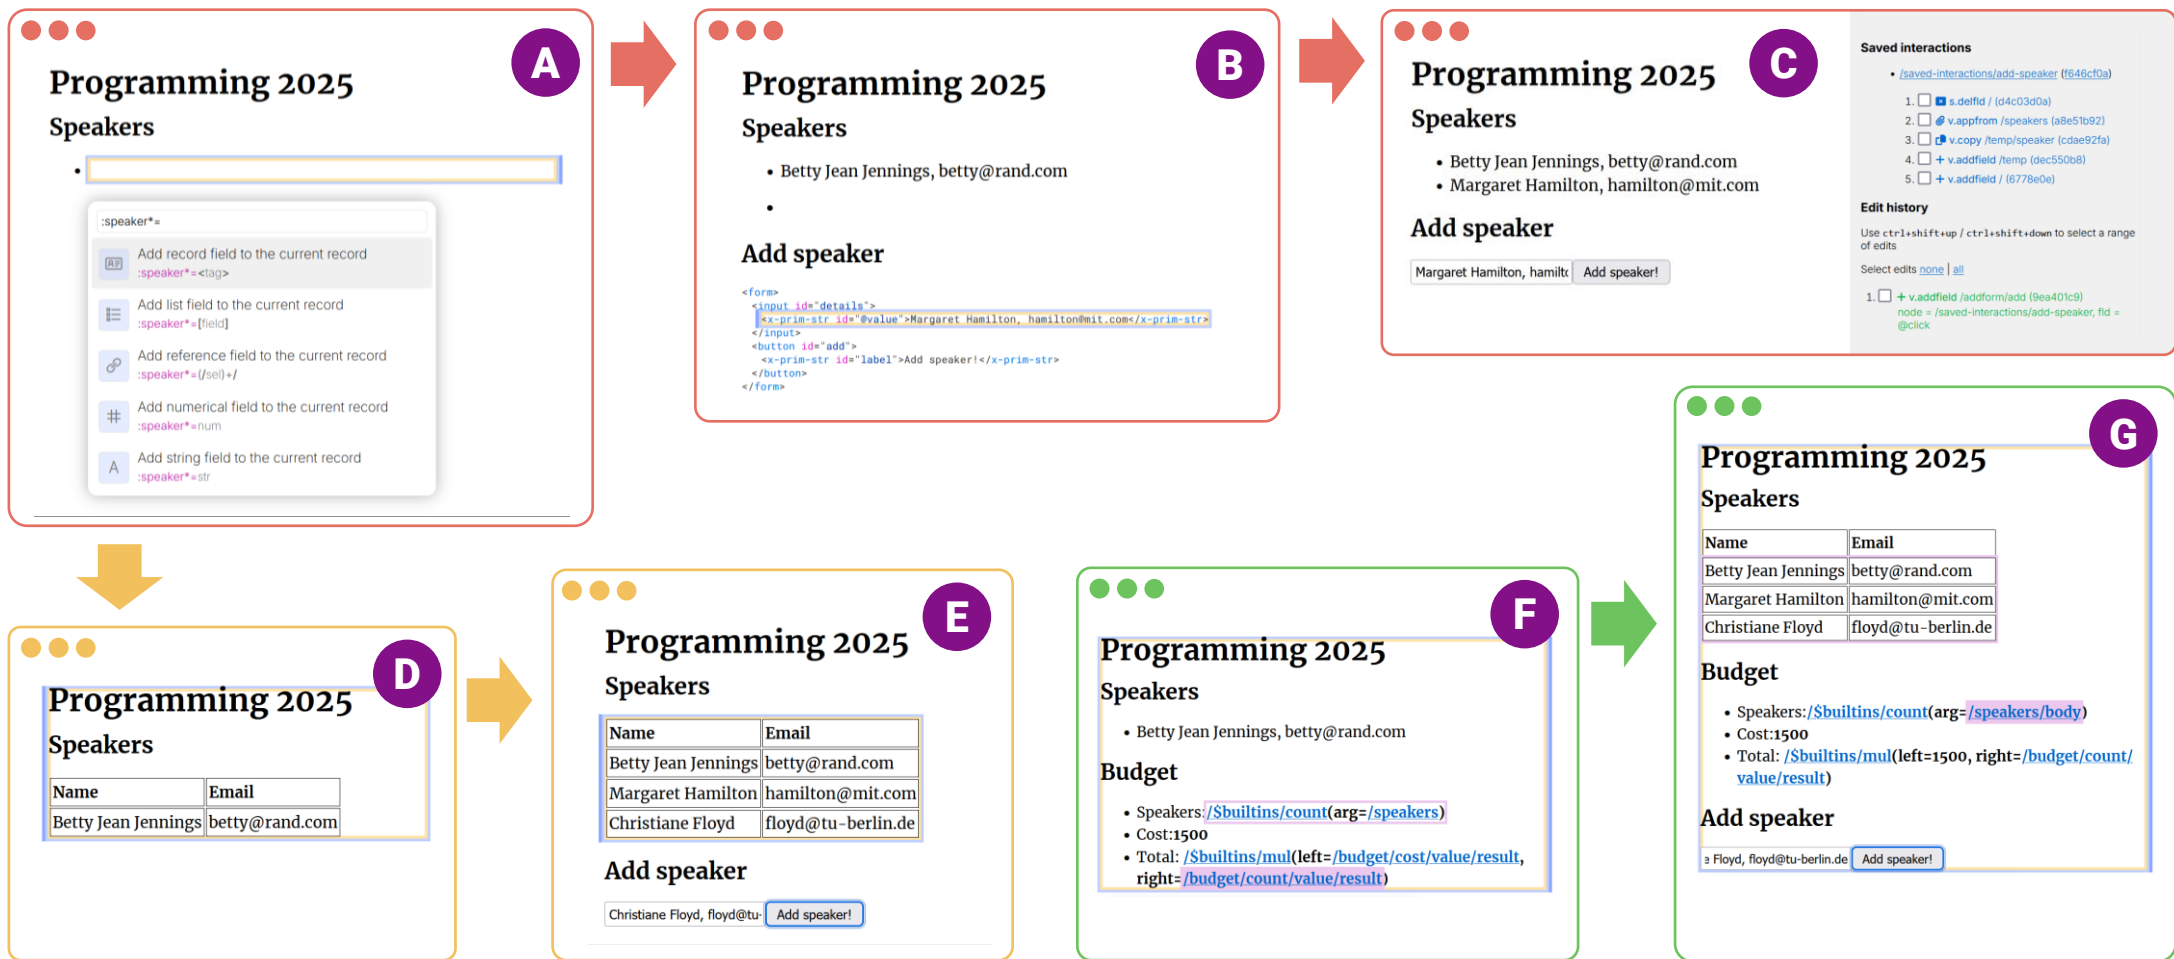 A
Programming 2025
Speakers
:speaker*=
Add record field to the current record
:speaker*=<tag>
Add list field to the current record
:speaker*=[field]
Add reference field to the current record
:speaker*=(/sel)+/
Add numerical field to the current record
:speaker*=num
A
Add string field to the current record
:speaker*=str
B
Programming 2025
Speakers
• Betty Jean Jennings, betty@rand.com
•
Add speaker
<form>
<input id="details">
<x-prim-str id="@value">Margaret Hamilton, hamilton@mit.com</x-prim-str>
</input>
<button id="add">
<x-prim-str id="label">Add speaker!</x-prim-str>
</button>
</form>
C
Programming 2025
Speakers
• Betty Jean Jennings, betty@rand.com
• Margaret Hamilton, hamilton@mit.com
Add speaker
Margaret Hamilton, hamilt Add speaker!
Saved interactions
• /saved-interactions/add-speaker (f646cf0a)
1. s.delfld / (d4c03d0a)
2. v.appfrom /speakers (a8e51b92)
3. v.copy /temp/speaker (cdae92fa)
4. + v.addfield /temp (dec550b8)
5. + v.addfield / (6778e0e)
Edit history
Use ctrl+shift+up / ctrl+shift+down to select a range
of edits
Select edits none | all
1. + v.addfield /addform/add (9ea401c9)
node = /saved-interactions/add-speaker, fld =
@click
D
Programming 2025
Speakers
Name Email
Betty Jean Jennings betty@rand.com
E
Programming 2025
Speakers
Name Email
Betty Jean Jennings betty@rand.com
Margaret Hamilton hamilton@mit.com
Christiane Floyd floyd@tu-berlin.de
Add speaker
Christiane Floyd, floyd@tu- Add speaker!
F
Programming 2025
Speakers
• Betty Jean Jennings, betty@rand.com
Budget
• Speakers:/$builtins/count(arg=/speakers)
• Cost:1500
• Total: /$builtins/mul(left=/budget/cost/value/result,
right=/budget/count/value/result)
G
Programming 2025
Speakers
Name Email
Betty Jean Jennings betty@rand.com
Margaret Hamilton hamilton@mit.com
Christiane Floyd floyd@tu-berlin.de
Budget
• Speakers:/$builtins/count(arg=/speakers/body)
• Cost:1500
• Total: /$builtins/mul(left=1500, right=/budget/count/
value/result)
Add speaker
e Floyd, floyd@tu-berlin.de Add speaker!